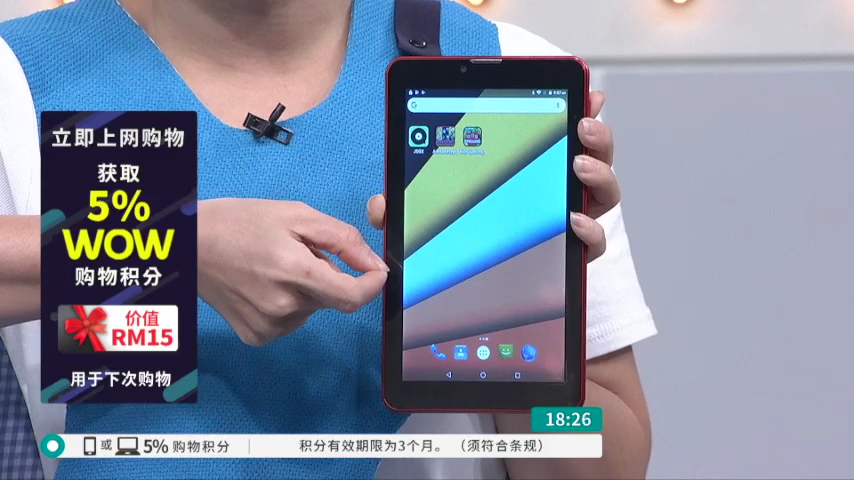 立即上网购物
获取
5%
WOW
购物积分
价值
RM15
用于下次购物
18:26
或 5% 购物积分
积分有效期限为3个月。 （须符合条规）